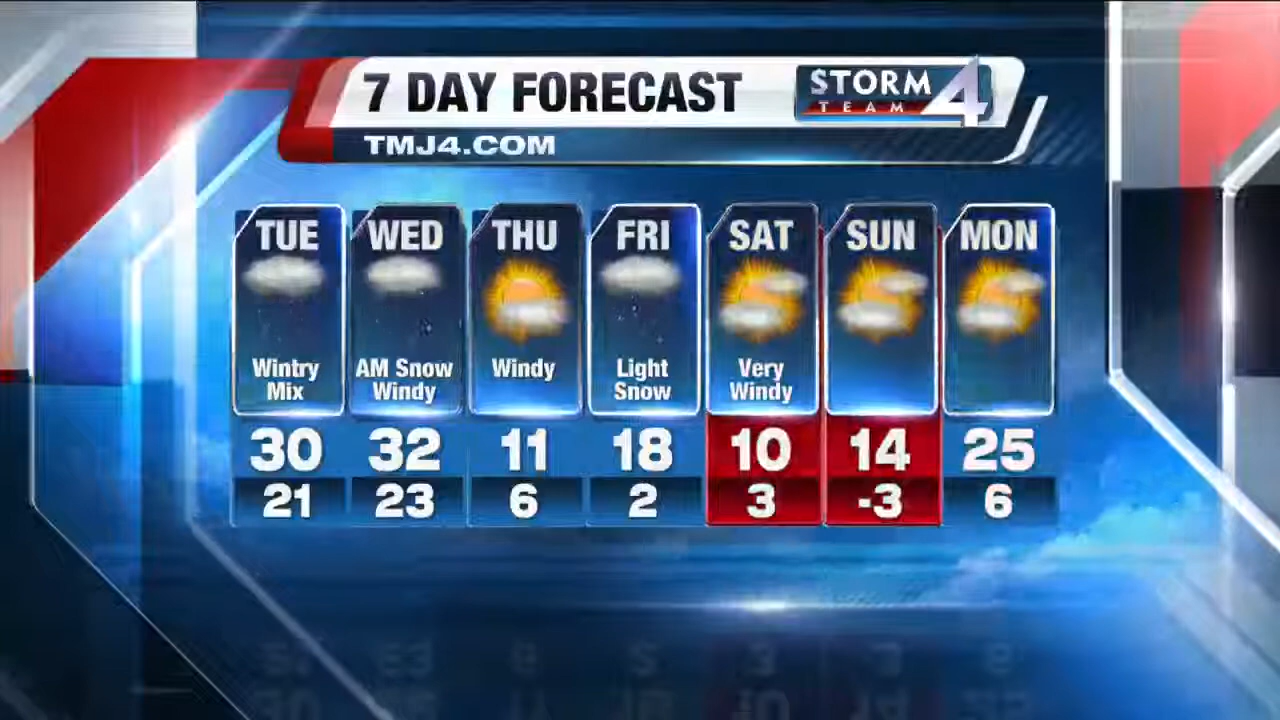 7 DAY FORECAST
STORM
TEAM 4
TMJ4.COM
TUE WED THU FRI SAT SUN MON
Wintry Mix
AM Snow Windy
Windy
Light Snow
Very Windy
30 32 11 18 10 14 25
21 23 6 2 3 -3 6